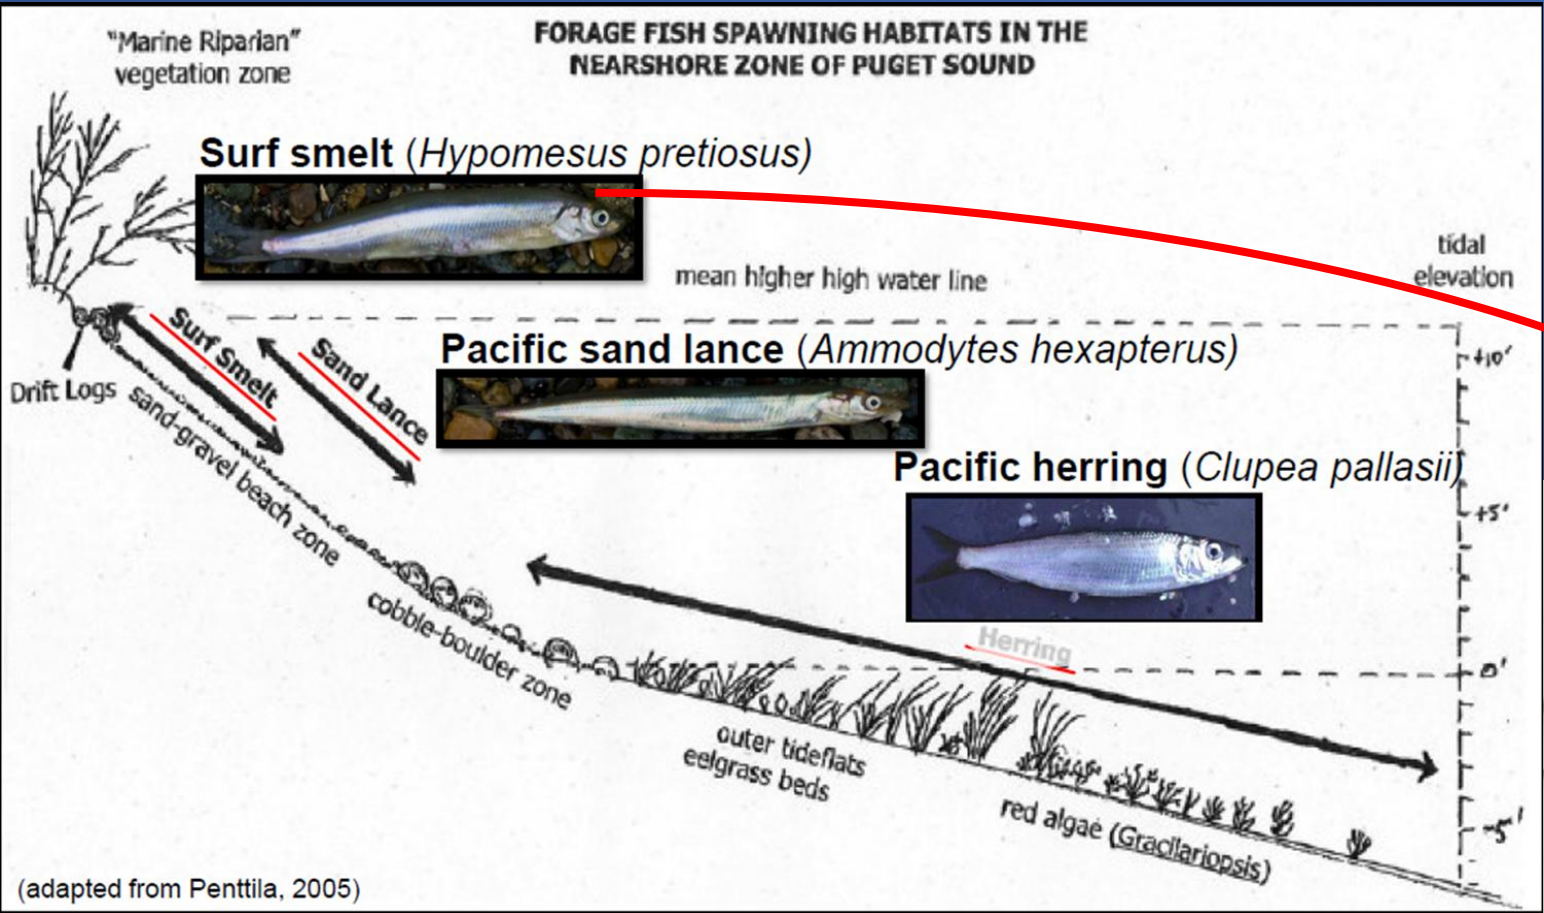 "Marine Riparian"
vegetation zone
FORAGE FISH SPAWNING HABITATS IN THE
NEARSHORE ZONE OF PUGET SOUND
Surf smelt (Hypomesus pretiosus)
tidal
elevation
mean higher high water line
Surf Smelt
Sand Lance
Pacific sand lance (Ammodytes hexapterus)
+10'
Drift Logs
sand-gravel beach zone
Pacific herring (Clupea pallasii)
+5'
cobble-boulder zone
Herring
0'
outer tideflats
eelgrass beds
red algae (Gracilariopsis)
-5'
(adapted from Penttila, 2005)